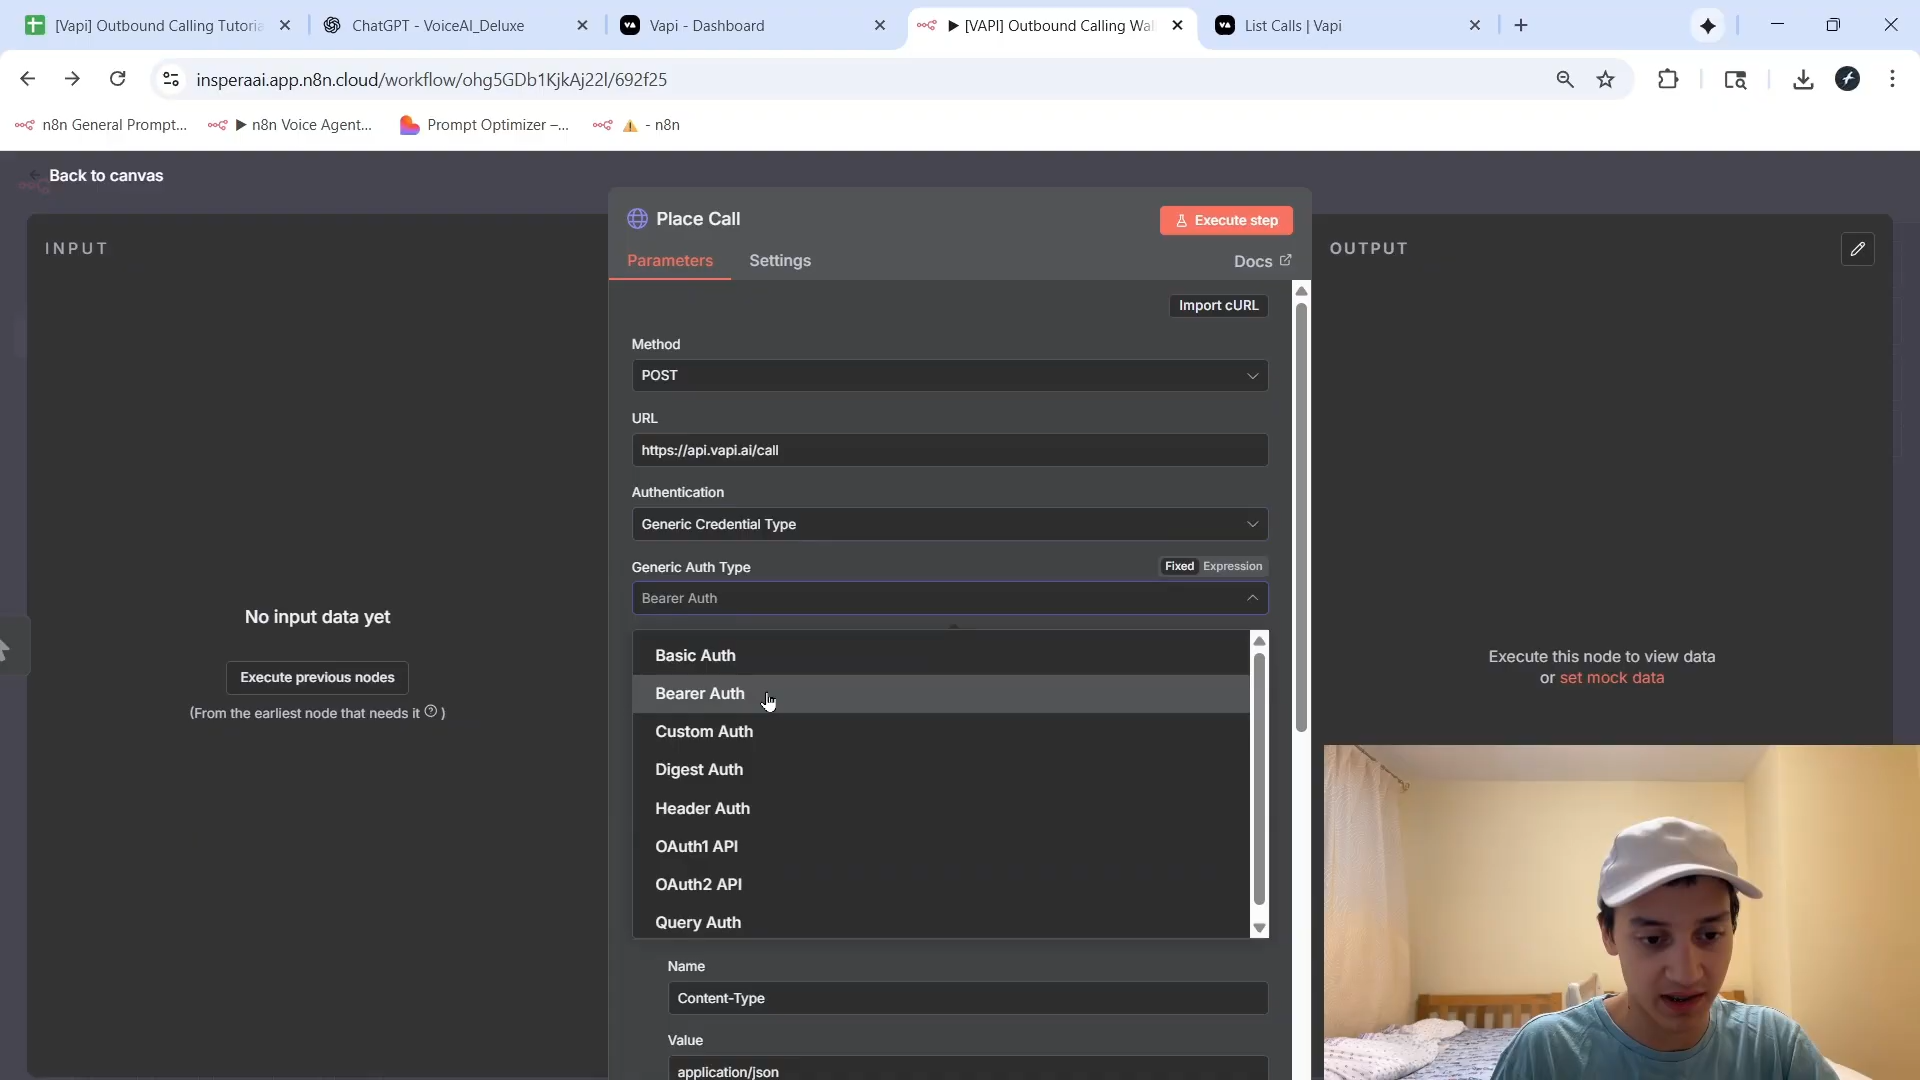 [Vapi] Outbound Calling Tutoria
ChatGPT - VoiceAI_Deluxe
Vapi - Dashboard
▶ [VAPI] Outbound Calling Wal
List Calls | Vapi
insperaai.app.n8n.cloud/workflow/ohg5GDb1KjkAj22l/692f25
n8n General Prompt...
▶ n8n Voice Agent...
Prompt Optimizer –...
- n8n
Back to canvas
INPUT
Place Call
Execute step
OUTPUT
Parameters
Settings
Docs
Import cURL
Method
POST
URL
https://api.vapi.ai/call
Authentication
Generic Credential Type
Generic Auth Type
Fixed Expression
Bearer Auth
Basic Auth
Bearer Auth
Custom Auth
Digest Auth
Header Auth
OAuth1 API
OAuth2 API
Query Auth
Name
Content-Type
Value
application/json
No input data yet
Execute previous nodes
(From the earliest node that needs it ? )
Execute this node to view data
or set mock data